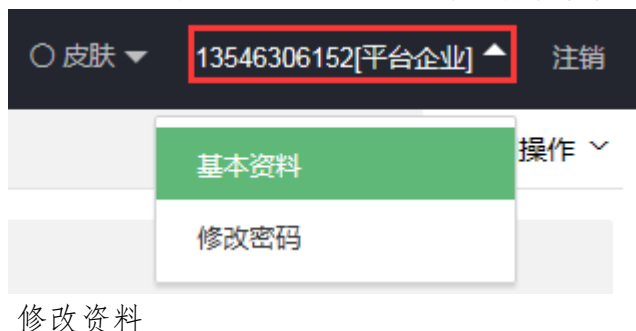 皮肤 13546306152[平台企业] 注销
操作
基本资料
修改密码
修改资料